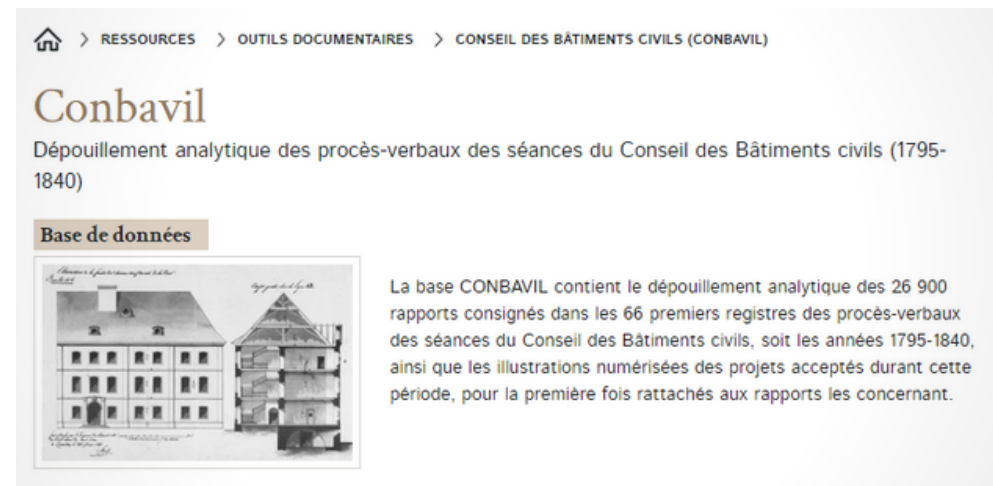 > RESSOURCES > OUTILS DOCUMENTAIRES > CONSEIL DES BÂTIMENTS CIVILS (CONBAVIL)
Conbavil
Dépouillement analytique des procès-verbaux des séances du Conseil des Bâtiments civils (1795-
1840)
Base de données
La base CONBAVIL contient le dépouillement analytique des 26 900
rapports consignés dans les 66 premiers registres des procès-verbaux
des séances du Conseil des Bâtiments civils, soit les années 1795-1840,
ainsi que les illustrations numérisées des projets acceptés durant cette
période, pour la première fois rattachés aux rapports les concernant.